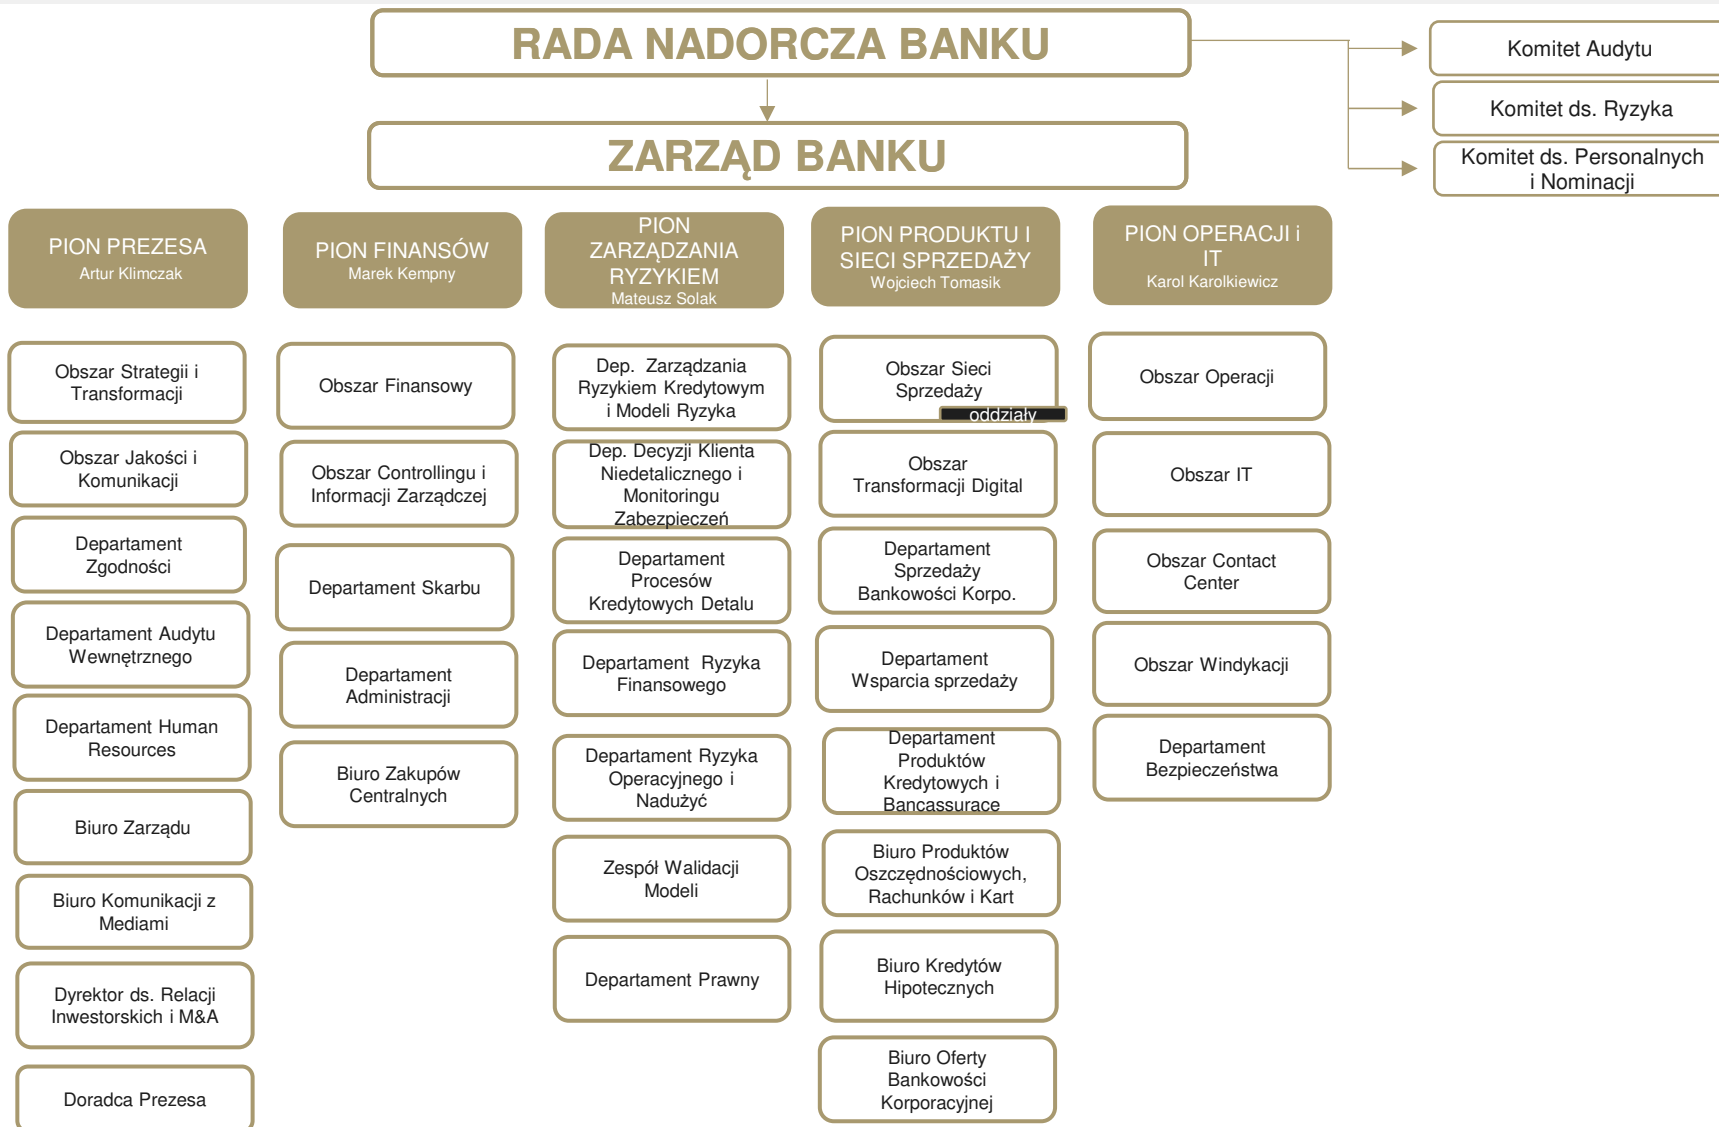 RADA NADORCZA BANKU
ZARZĄD BANKU
Komitet Audytu
Komitet ds. Ryzyka
Komitet ds. Personalnych
i Nominacji
PION PREZESA
Artur Klimczak
Obszar Strategii i
Transformacji
Obszar Jakości i
Komunikacji
Departament
Zgodności
Departament Audytu
Wewnętrznego
Departament Human
Resources
Biuro Zarządu
Biuro Komunikacji z
Mediami
Dyrektor ds. Relacji
Inwestorskich i M&A
Doradca Prezesa
PION FINANSÓW
Marek Kempny
Obszar Finansowy
Obszar Controllingu i
Informacji Zarządczej
Departament Skarbu
Departament
Administracji
Biuro Zakupów
Centralnych
PION
ZARZĄDZANIA
RYZYKIEM
Mateusz Solak
Dep. Zarządzania
Ryzykiem Kredytowym
i Modeli Ryzyka
Dep. Decyzji Klienta
Niedetalicznego i
Monitoringu
Zabezpieczeń
Departament
Procesów
Kredytowych Detalu
Departament Ryzyka
Finansowego
Departament Ryzyka
Operacyjnego i
Nadużyć
Zespół Walidacji
Modeli
Departament Prawny
PION PRODUKTU I
SIECI SPRZEDAŻY
Wojciech Tomasik
Obszar Sieci
Sprzedaży
oddziały
Obszar
Transformacji Digital
Departament
Sprzedaży
Bankowości Korpo.
Departament
Wsparcia sprzedaży
Departament
Produktów
Kredytowych i
Bancassurace
Biuro Produktów
Oszczędnościowych,
Rachunków i Kart
Biuro Kredytów
Hipotecznych
Biuro Oferty
Bankowości
Korporacyjnej
PION OPERACJI i
IT
Karol Karolkiewicz
Obszar Operacji
Obszar IT
Obszar Contact
Center
Obszar Windykacji
Departament
Bezpieczeństwa